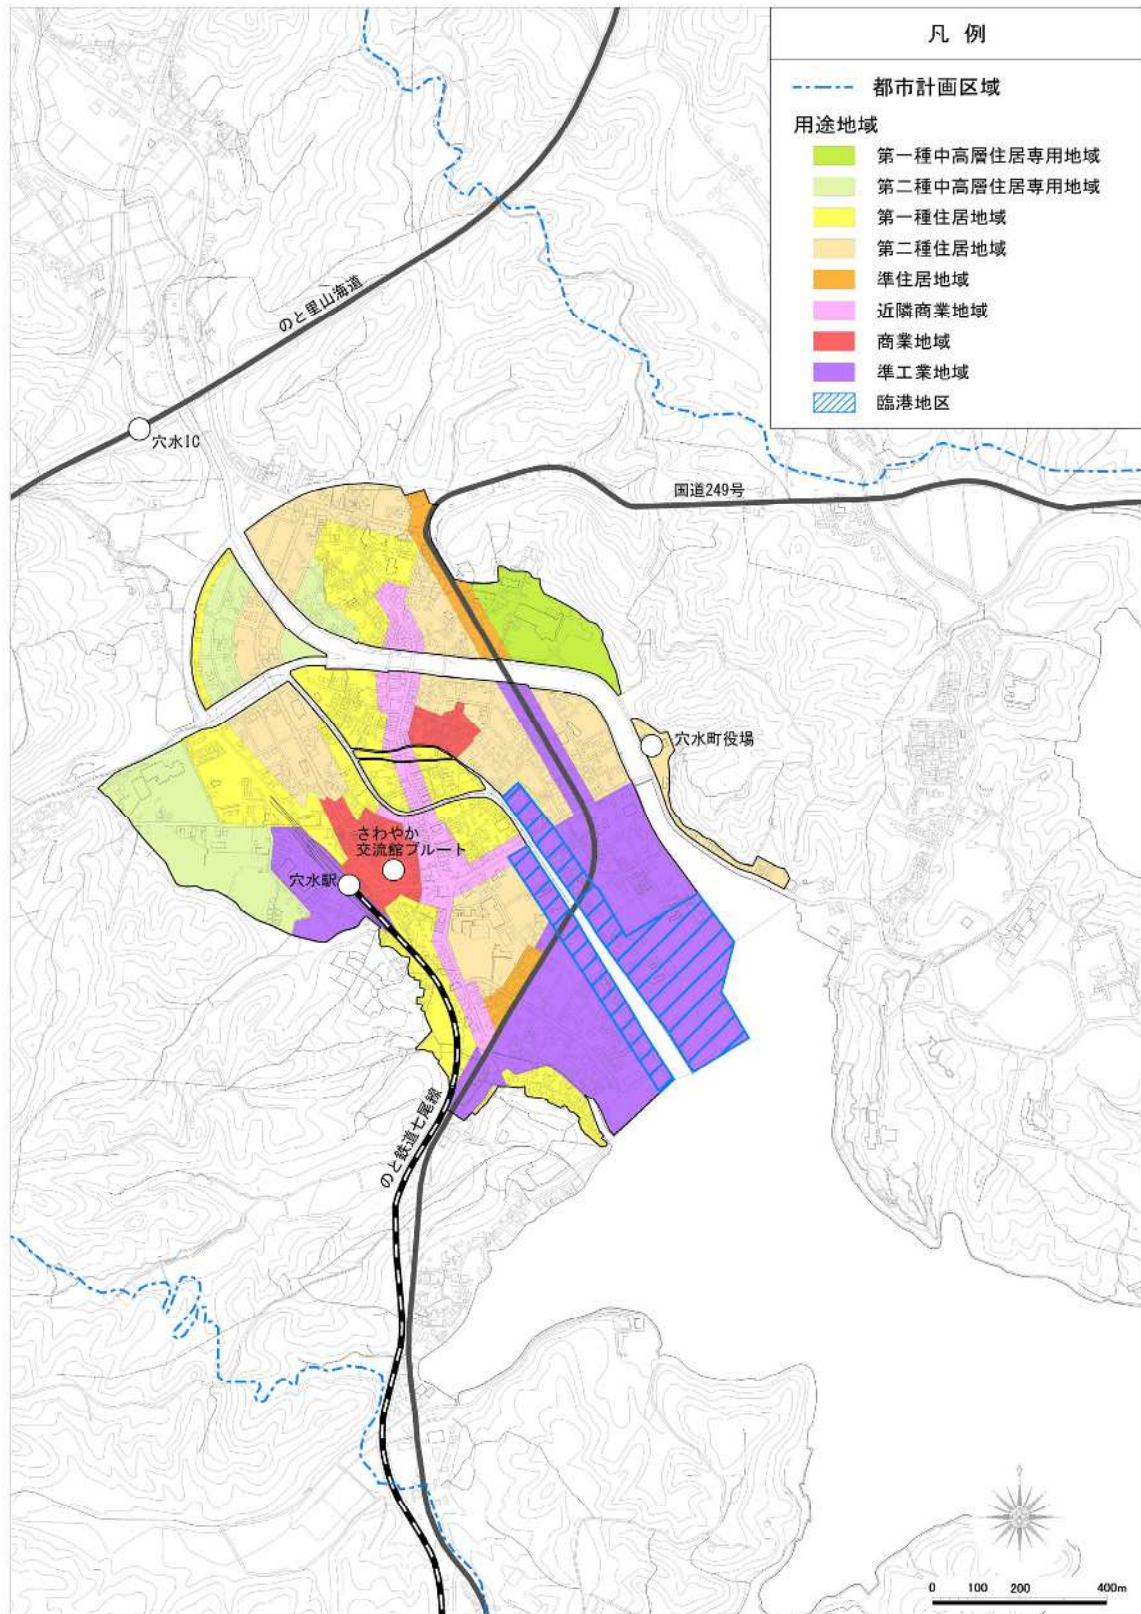 凡 例
都市計画区域
用途地域
第一種中高層住居専用地域
第二種中高層住居専用地域
第一種住居地域
第二種住居地域
準住居地域
近隣商業地域
商業地域
準工業地域
臨港地区
のと里山海道
穴水IC
国道249号
穴水町役場
さわやか
交流館プルート
穴水駅
のと鉄道七尾線
0 100 200 400m